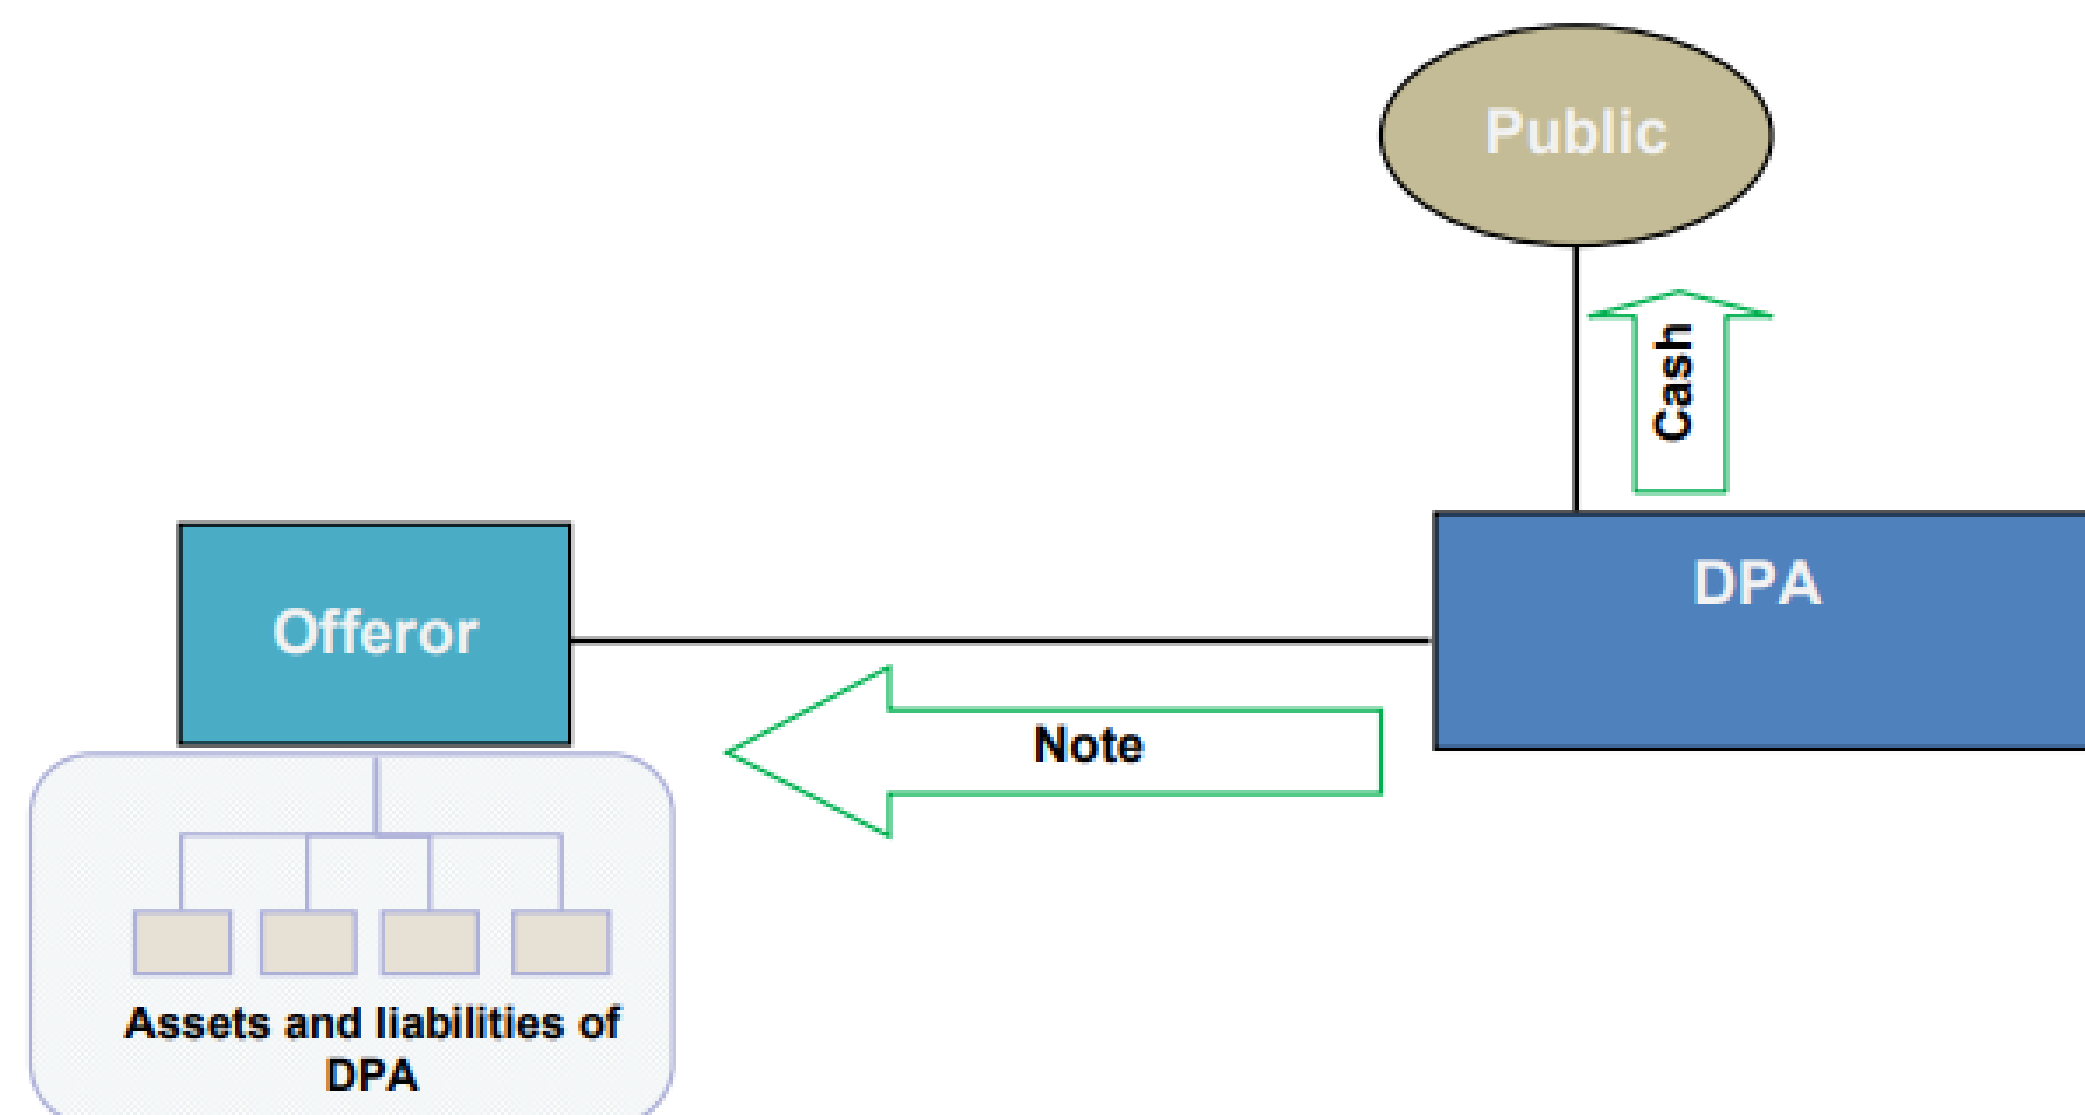 Public
Cash
DPA
Offeror
Note
Assets and liabilities of
DPA